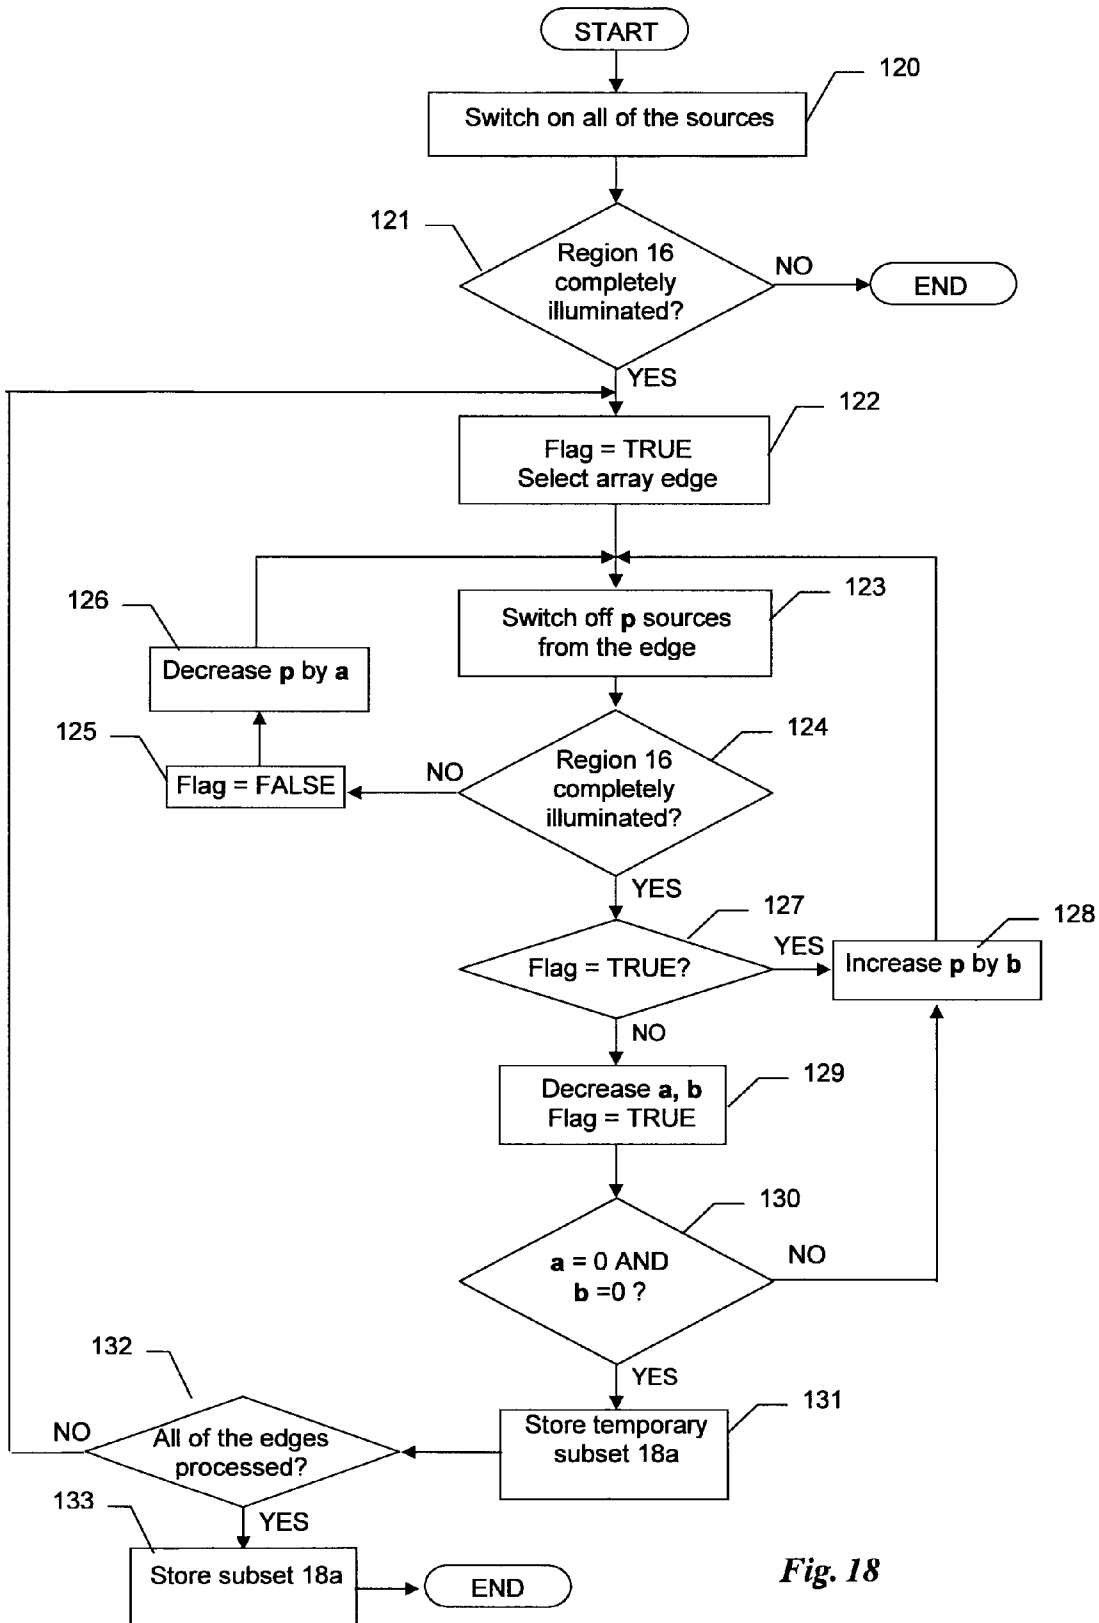 START
120
Switch on all of the sources
121
Region 16
completely
illuminated?
NO
END
YES
122
Flag = TRUE
Select array edge
123
Switch off p sources
from the edge
126
Decrease p by a
125
Flag = FALSE
124
Region 16
completely
illuminated?
NO
YES
127
Flag = TRUE?
YES
128
Increase p by b
NO
129
Decrease a, b
Flag = TRUE
130
a = 0 AND
b =0 ?
NO
YES
131
Store temporary
subset 18a
132
All of the edges
processed?
NO
YES
133
Store subset 18a
END
Fig. 18